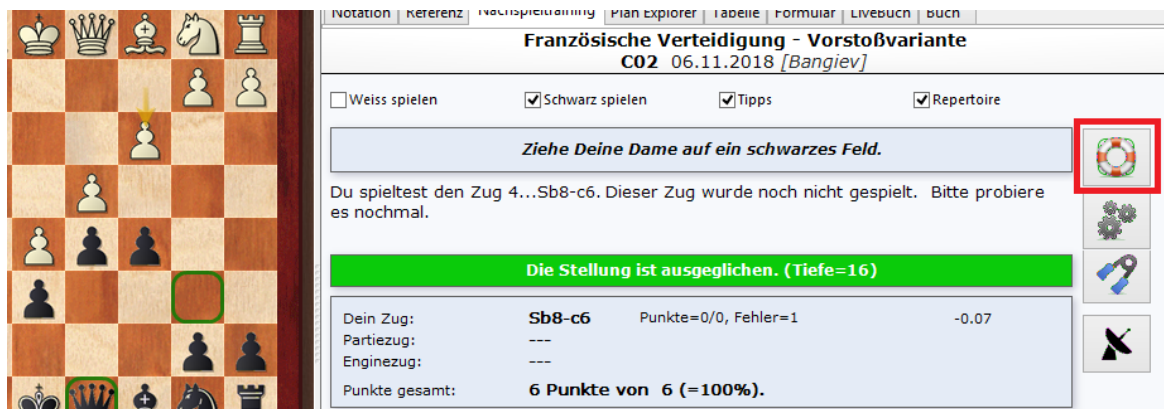 Notation | Referenz | Nachspieltraining | Plan Explorer | Tabelle | Formular | LiveBuch | Buch
Französische Verteidigung - Vorstoßvariante
C02 06.11.2018 [Bangiev]
Weiss spielen Schwarz spielen Tipps Repertoire
Ziehe Deine Dame auf ein schwarzes Feld.
Du spieltest den Zug 4...Sb8-c6. Dieser Zug wurde noch nicht gespielt. Bitte probiere
es nochmal.
Die Stellung ist ausgeglichen. (Tiefe=16)
Dein Zug: Sb8-c6 Punkte=0/0, Fehler=1 -0.07
Partiezug: ---
Enginezug: ---
Punkte gesamt: 6 Punkte von 6 (=100%).